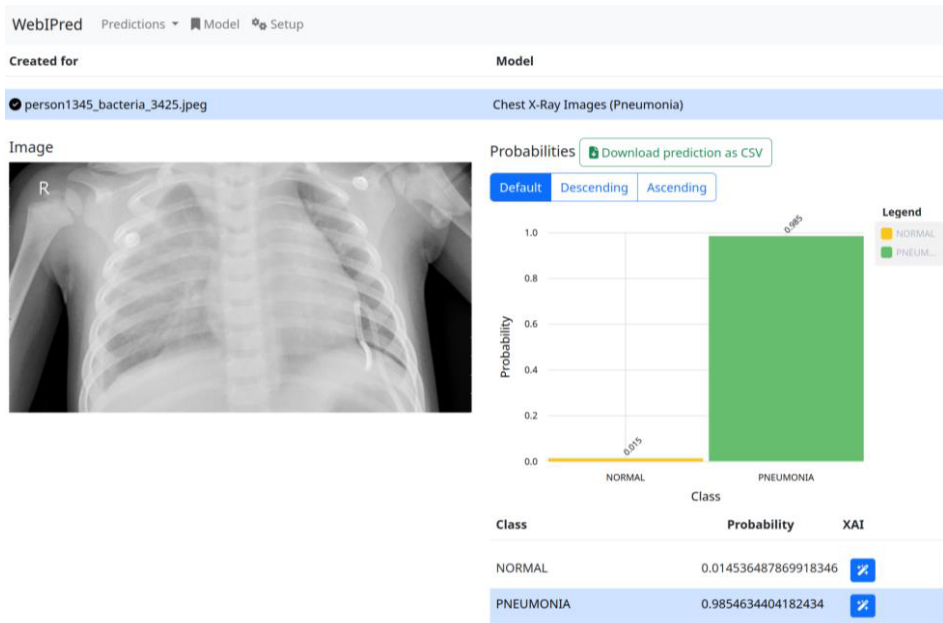 WebIPred Predictions Model Setup
Created for Model
person1345_bacteria_3425.jpeg Chest X-Ray Images (Pneumonia)
Image
R
Probabilities Download prediction as CSV
Default Descending Ascending
Legend
NORMAL
PNEUM...
0.985
1.0
0.8
0.6
0.4
0.2
0.0
Probability
0.015
NORMAL PNEUMONIA
Class
Class Probability XAI
NORMAL 0.014536487869918346
PNEUMONIA 0.9854634404182434